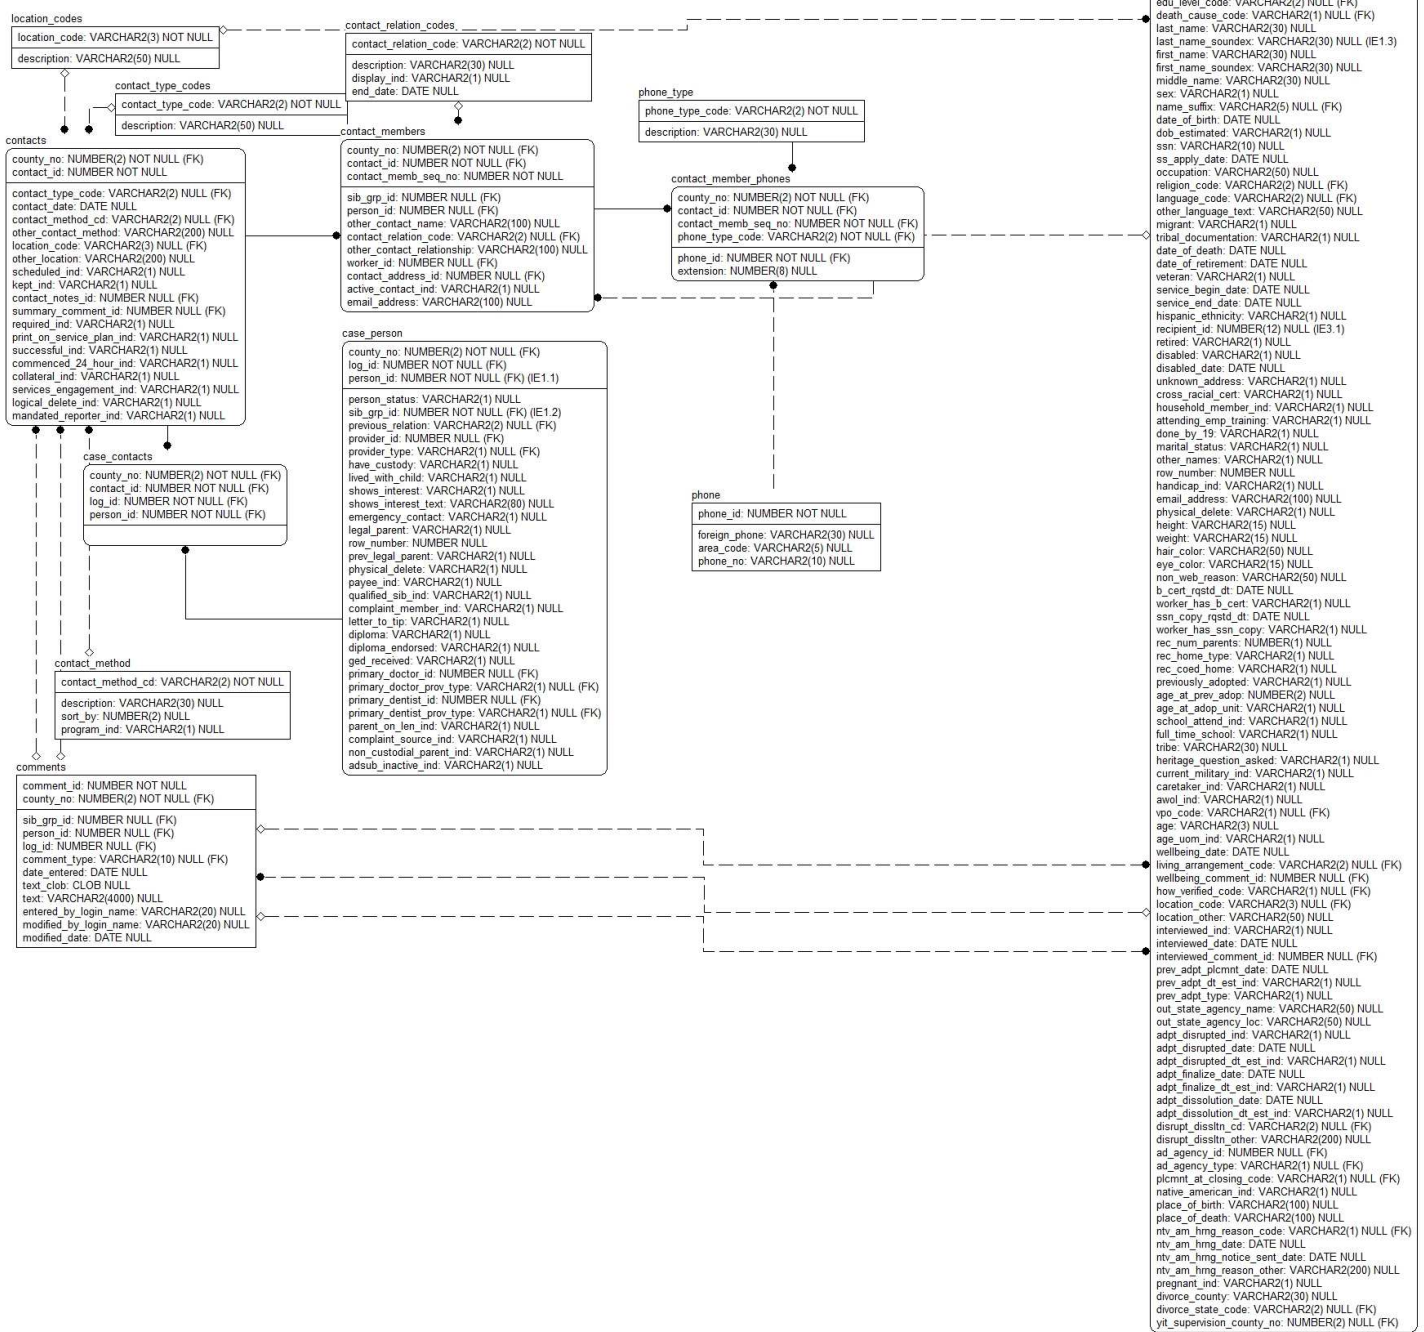 location_codes
location_code: VARCHAR2(3) NOT NULL
description: VARCHAR2(50) NULL
contact_relation_codes
contact_relation_code: VARCHAR2(2) NOT NULL
description: VARCHAR2(30) NULL
display_ind: VARCHAR2(1) NULL
end_date: DATE NULL
contact_type_codes
contact_type_code: VARCHAR2(2) NOT NULL
description: VARCHAR2(50) NULL
phone_type
phone_type_code: VARCHAR2(2) NOT NULL
description: VARCHAR2(30) NULL
contacts
county_no: NUMBER(2) NOT NULL (FK)
contact_id: NUMBER NOT NULL
contact_type_code: VARCHAR2(2) NULL (FK)
contact_date: DATE NULL
contact_method_cd: VARCHAR2(2) NULL (FK)
other_contact_method: VARCHAR2(200) NULL
location_code: VARCHAR2(3) NULL (FK)
other_location: VARCHAR2(200) NULL
scheduled_ind: VARCHAR2(1) NULL
kept_ind: VARCHAR2(1) NULL
contact_notes_id: NUMBER NULL (FK)
summary_comment_id: NUMBER NULL (FK)
required_ind: VARCHAR2(1) NULL
print_on_service_plan_ind: VARCHAR2(1) NULL
successful_ind: VARCHAR2(1) NULL
commenced_24_hour_ind: VARCHAR2(1) NULL
collateral_ind: VARCHAR2(1) NULL
services_engagement_ind: VARCHAR2(1) NULL
logical_delete_ind: VARCHAR2(1) NULL
mandated_reporter_ind: VARCHAR2(1) NULL
contact_members
county_no: NUMBER(2) NOT NULL (FK)
contact_id: NUMBER NOT NULL (FK)
contact_memb_seq_no: NUMBER NOT NULL
sib_grp_id: NUMBER NULL (FK)
person_id: NUMBER NULL (FK)
other_contact_name: VARCHAR2(100) NULL
contact_relation_code: VARCHAR2(2) NULL (FK)
other_contact_relationship: VARCHAR2(100) NULL
worker_id: NUMBER NULL (FK)
contact_address_id: NUMBER NULL (FK)
active_contact_ind: VARCHAR2(1) NULL
email_address: VARCHAR2(100) NULL
contact_member_phones
county_no: NUMBER(2) NOT NULL (FK)
contact_id: NUMBER NOT NULL (FK)
contact_memb_seq_no: NUMBER NOT NULL (FK)
phone_type_code: VARCHAR2(2) NOT NULL (FK)
phone_id: NUMBER NOT NULL (FK)
extension: NUMBER(8) NULL
case_person
county_no: NUMBER(2) NOT NULL (FK)
log_id: NUMBER NOT NULL (FK)
person_id: NUMBER NOT NULL (FK) (IE1.1)
person_status: VARCHAR2(1) NULL
sib_grp_id: NUMBER NOT NULL (FK) (IE1.2)
previous_relation: VARCHAR2(2) NULL (FK)
provider_id: NUMBER NULL (FK)
provider_type: VARCHAR2(1) NULL (FK)
have_custody: VARCHAR2(1) NULL
lived_with_child: VARCHAR2(1) NULL
shows_interest: VARCHAR2(1) NULL
shows_interest_text: VARCHAR2(80) NULL
emergency_contact: VARCHAR2(1) NULL
legal_parent: VARCHAR2(1) NULL
row_number: NUMBER NULL
prev_legal_parent: VARCHAR2(1) NULL
physical_delete: VARCHAR2(1) NULL
payee_ind: VARCHAR2(1) NULL
qualified_sib_ind: VARCHAR2(1) NULL
complaint_member_ind: VARCHAR2(1) NULL
letter_to_tip: VARCHAR2(1) NULL
diploma: VARCHAR2(1) NULL
diploma_endorsed: VARCHAR2(1) NULL
ged_received: VARCHAR2(1) NULL
primary_doctor_id: NUMBER NULL (FK)
primary_doctor_prov_type: VARCHAR2(1) NULL (FK)
primary_dentist_id: NUMBER NULL (FK)
primary_dentist_prov_type: VARCHAR2(1) NULL (FK)
parent_on_len_ind: VARCHAR2(1) NULL
complaint_source_ind: VARCHAR2(1) NULL
non_custodial_parent_ind: VARCHAR2(1) NULL
adsub_inactive_ind: VARCHAR2(1) NULL
case_contacts
county_no: NUMBER(2) NOT NULL (FK)
contact_id: NUMBER NOT NULL (FK)
log_id: NUMBER NOT NULL (FK)
person_id: NUMBER NOT NULL (FK)
phone
phone_id: NUMBER NOT NULL
foreign_phone: VARCHAR2(30) NULL
area_code: VARCHAR2(5) NULL
phone_no: VARCHAR2(10) NULL
contact_method
contact_method_cd: VARCHAR2(2) NOT NULL
description: VARCHAR2(30) NULL
sort_by: NUMBER(2) NULL
program_ind: VARCHAR2(1) NULL
comments
comment_id: NUMBER NOT NULL
county_no: NUMBER(2) NOT NULL (FK)
sib_grp_id: NUMBER NULL (FK)
person_id: NUMBER NULL (FK)
log_id: NUMBER NULL (FK)
comment_type: VARCHAR2(10) NULL (FK)
date_entered: DATE NULL
text_clob: CLOB NULL
text: VARCHAR2(4000) NULL
entered_by_login_name: VARCHAR2(20) NULL
modified_by_login_name: VARCHAR2(20) NULL
modified_date: DATE NULL
edu_level_code: VARCHAR2(2) NULL (FK)
death_cause_code: VARCHAR2(1) NULL (FK)
last_name: VARCHAR2(30) NULL
last_name_soundex: VARCHAR2(30) NULL (IE1.3)
first_name: VARCHAR2(30) NULL
first_name_soundex: VARCHAR2(30) NULL
middle_name: VARCHAR2(30) NULL
sex: VARCHAR2(1) NULL
name_suffix: VARCHAR2(5) NULL (FK)
date_of_birth: DATE NULL
dob_estimated: VARCHAR2(1) NULL
ssn: VARCHAR2(10) NULL
ss_apply_date: DATE NULL
occupation: VARCHAR2(50) NULL
religion_code: VARCHAR2(2) NULL (FK)
language_code: VARCHAR2(2) NULL (FK)
other_language_text: VARCHAR2(50) NULL
migrant: VARCHAR2(1) NULL
tribal_documentation: VARCHAR2(1) NULL
date_of_death: DATE NULL
date_of_retirement: DATE NULL
veteran: VARCHAR2(1) NULL
service_begin_date: DATE NULL
service_end_date: DATE NULL
hispanic_ethnicity: VARCHAR2(1) NULL
recipient_id: NUMBER(12) NULL (IE3.1)
retired: VARCHAR2(1) NULL
disabled: VARCHAR2(1) NULL
disabled_date: DATE NULL
unknown_address: VARCHAR2(1) NULL
cross_racial_cert: VARCHAR2(1) NULL
household_member_ind: VARCHAR2(1) NULL
attending_emp_training: VARCHAR2(1) NULL
done_by_19: VARCHAR2(1) NULL
marital_status: VARCHAR2(1) NULL
other_names: VARCHAR2(1) NULL
row_number: NUMBER NULL
handicap_ind: VARCHAR2(1) NULL
email_address: VARCHAR2(100) NULL
physical_delete: VARCHAR2(1) NULL
height: VARCHAR2(15) NULL
weight: VARCHAR2(15) NULL
hair_color: VARCHAR2(50) NULL
eye_color: VARCHAR2(15) NULL
non_web_reason: VARCHAR2(50) NULL
b_cert_rqstd_dt: DATE NULL
worker_has_b_cert: VARCHAR2(1) NULL
ssn_copy_rqstd_dt: DATE NULL
worker_has_ssn_copy: VARCHAR2(1) NULL
rec_num_parents: NUMBER(1) NULL
rec_home_type: VARCHAR2(1) NULL
rec_coed_home: VARCHAR2(1) NULL
previously_adopted: VARCHAR2(1) NULL
age_at_prev_adop: NUMBER(2) NULL
age_at_adop_unit: VARCHAR2(1) NULL
school_attend_ind: VARCHAR2(1) NULL
full_time_school: VARCHAR2(1) NULL
tribe: VARCHAR2(30) NULL
heritage_question_asked: VARCHAR2(1) NULL
current_military_ind: VARCHAR2(1) NULL
caretaker_ind: VARCHAR2(1) NULL
awol_ind: VARCHAR2(1) NULL
vpo_code: VARCHAR2(1) NULL (FK)
age: VARCHAR2(3) NULL
age_uom_ind: VARCHAR2(1) NULL
wellbeing_date: DATE NULL
living_arrangement_code: VARCHAR2(2) NULL (FK)
wellbeing_comment_id: NUMBER NULL (FK)
how_verified_code: VARCHAR2(1) NULL (FK)
location_code: VARCHAR2(3) NULL (FK)
location_other: VARCHAR2(50) NULL
interviewed_ind: VARCHAR2(1) NULL
interviewed_date: DATE NULL
interviewed_comment_id: NUMBER NULL (FK)
prev_adpt_plcmnt_date: DATE NULL
prev_adpt_dt_est_ind: VARCHAR2(1) NULL
prev_adpt_type: VARCHAR2(1) NULL
out_state_agency_name: VARCHAR2(50) NULL
out_state_agency_loc: VARCHAR2(50) NULL
adpt_disrupted_ind: VARCHAR2(1) NULL
adpt_disrupted_date: DATE NULL
adpt_disrupted_dt_est_ind: VARCHAR2(1) NULL
adpt_finalize_date: DATE NULL
adpt_finalize_dt_est_ind: VARCHAR2(1) NULL
adpt_dissolution_date: DATE NULL
adpt_dissolution_dt_est_ind: VARCHAR2(1) NULL
disrupt_dissltn_cd: VARCHAR2(2) NULL (FK)
disrupt_dissltn_other: VARCHAR2(200) NULL
ad_agency_id: NUMBER NULL (FK)
ad_agency_type: VARCHAR2(1) NULL (FK)
plcmnt_at_closing_code: VARCHAR2(1) NULL (FK)
native_american_ind: VARCHAR2(1) NULL
place_of_birth: VARCHAR2(100) NULL
place_of_death: VARCHAR2(100) NULL
ntv_am_hrng_reason_code: VARCHAR2(1) NULL (FK)
ntv_am_hrng_date: DATE NULL
ntv_am_hrng_notice_sent_date: DATE NULL
ntv_am_hrng_reason_other: VARCHAR2(200) NULL
pregnant_ind: VARCHAR2(1) NULL
divorce_county: VARCHAR2(30) NULL
divorce_state_code: VARCHAR2(2) NULL (FK)
yit_supervision_county_no: NUMBER(2) NULL (FK)